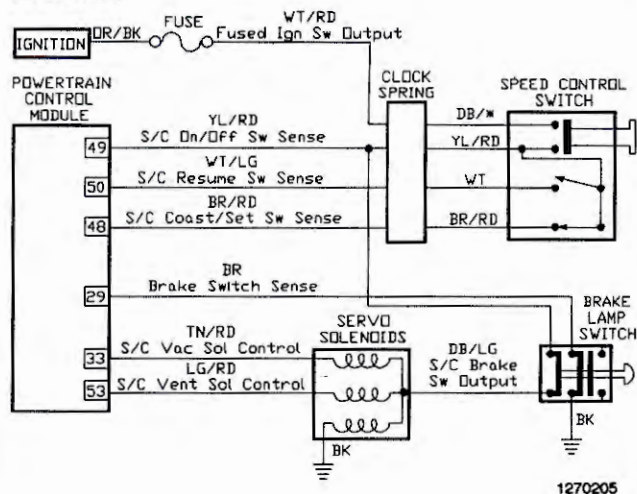 IGNITION
OR/BK
FUSE
WT/RD
Fused Ign Sw Output
POWERTRAIN
CONTROL
MODULE
CLOCK
SPRING
SPEED CONTROL
SWITCH
DB/*
49
YL/RD
S/C On/Off Sw Sense
YL/RD
50
WT/LG
S/C Resume Sw Sense
WT
48
BR/RD
S/C Coast/Set Sw Sense
BR/RD
29
BR
Brake Switch Sense
BRAKE
LAMP
SWITCH
33
TN/RD
S/C Vac Sol Control
SERVO
SOLENOIDS
DB/LG
S/C Brake
Sw Output
53
LG/RD
S/C Vent Sol Control
BK
BK
1270205